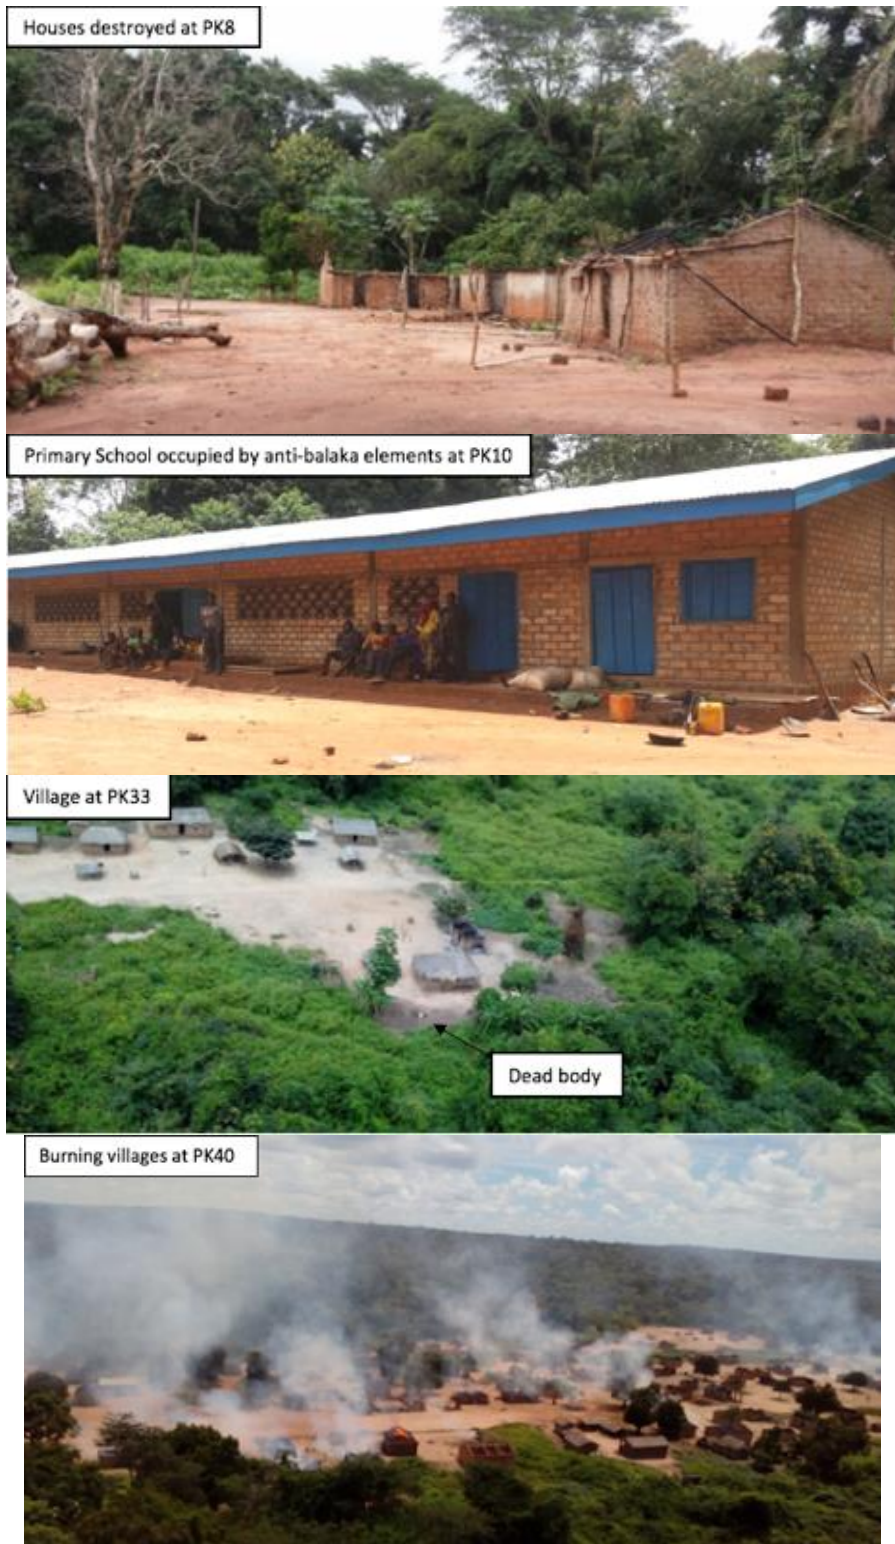 Houses destroyed at PK8
Primary School occupied by anti-balaka elements at PK10
Village at PK33
Dead body
Burning villages at PK40